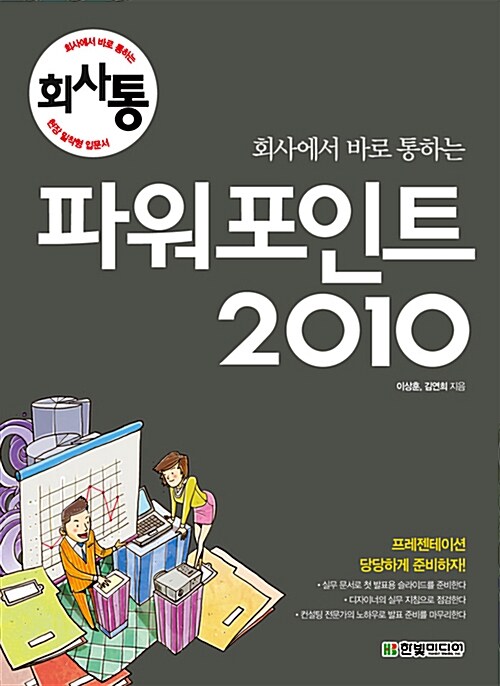 회사에서 바로 통하는
회사통
현장 밀착형 입문서
회사에서 바로 통하는
파워포인트
2010
이상훈, 김연희 지음
프레젠테이션
당당하게 준비하자!
• 실무 문서로 첫 발표용 슬라이드를 준비한다
• 디자이너의 실무 지침으로 점검한다
• 컨설팅 전문가의 노하우로 발표 준비를 마무리한다
HB 한빛미디어